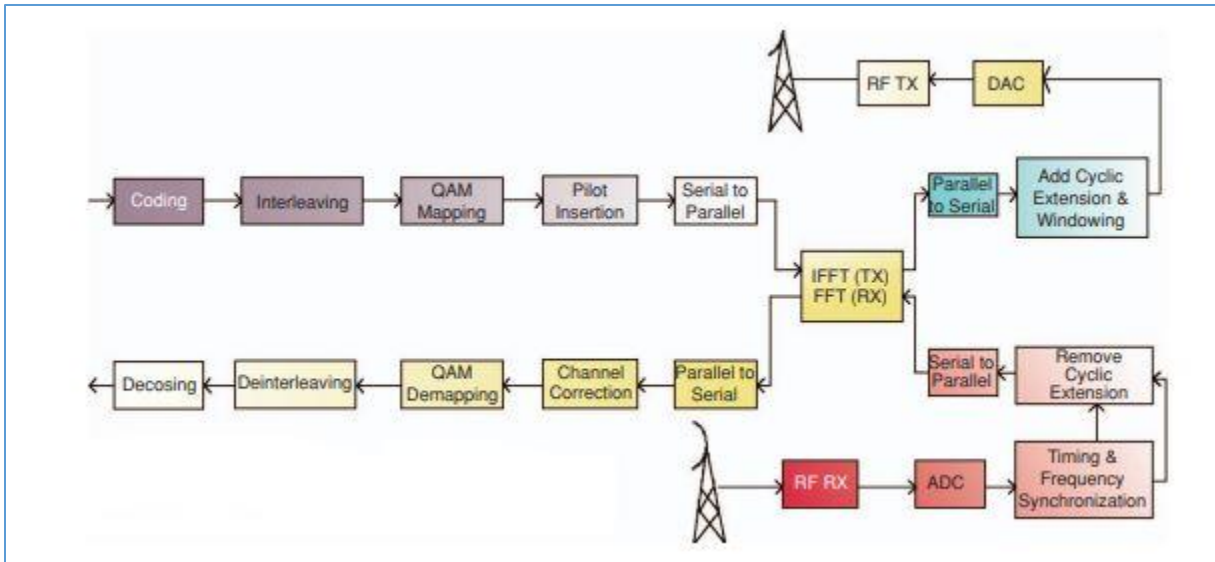 RF TX
DAC
Coding
Interleaving
QAM
Mapping
Pilot
Insertion
Serial to
Parallel
Parallel
to Serial
Add Cyclic
Extension &
Windowing
IFFT (TX)
FFT (RX)
Decosing
Deinterleaving
QAM
Demapping
Channel
Correction
Parallel to
Serial
Serial to
Parallel
Remove
Cyclic
Extension
RF RX
ADC
Timing &
Frequency
Synchronization